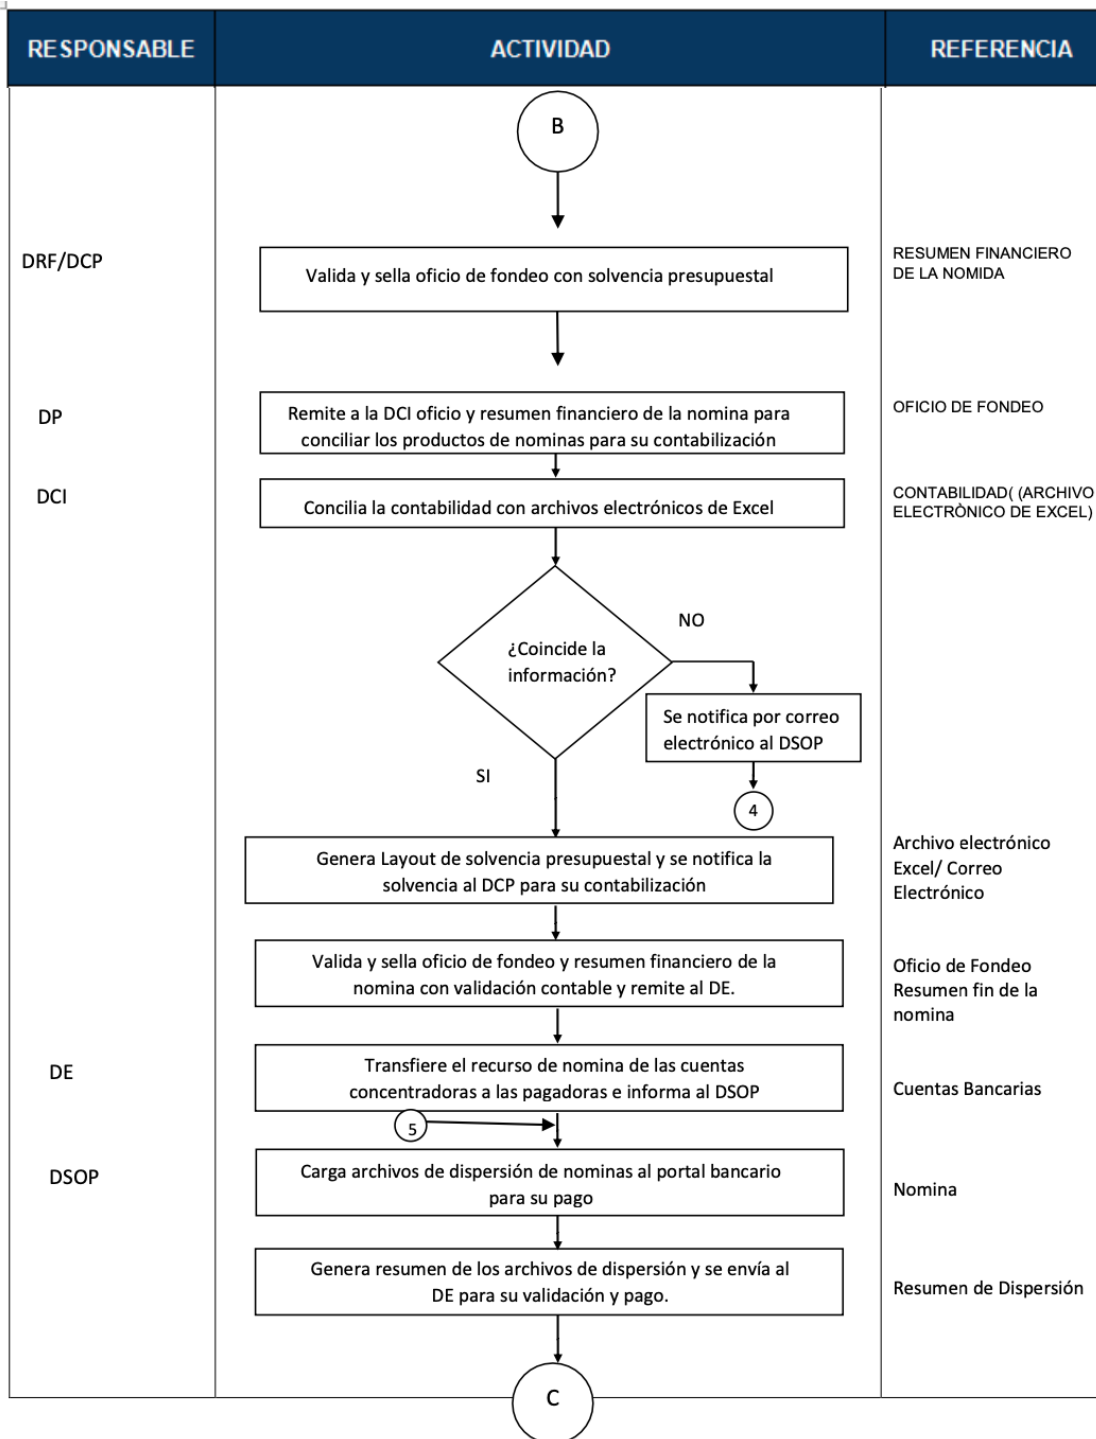 RESPONSABLE
ACTIVIDAD
REFERENCIA
B
DRF/DCP
Valida y sella oficio de fondeo con solvencia presupuestal
RESUMEN FINANCIERO
DE LA NOMIDA
DP
Remite a la DCI oficio y resumen financiero de la nomina para
conciliar los productos de nominas para su contabilización
OFICIO DE FONDEO
DCI
Concilia la contabilidad con archivos electrónicos de Excel
CONTABILIDAD( (ARCHIVO
ELECTRÒNICO DE EXCEL)
¿Coincide la
información?
NO
Se notifica por correo
electrónico al DSOP
4
SI
Genera Layout de solvencia presupuestal y se notifica la
solvencia al DCP para su contabilización
Archivo electrónico
Excel/ Correo
Electrónico
Valida y sella oficio de fondeo y resumen financiero de la
nomina con validación contable y remite al DE.
Oficio de Fondeo
Resumen fin de la
nomina
DE
Transfiere el recurso de nomina de las cuentas
concentradoras a las pagadoras e informa al DSOP
Cuentas Bancarias
5
DSOP
Carga archivos de dispersión de nominas al portal bancario
para su pago
Nomina
Genera resumen de los archivos de dispersión y se envía al
DE para su validación y pago.
Resumen de Dispersión
C